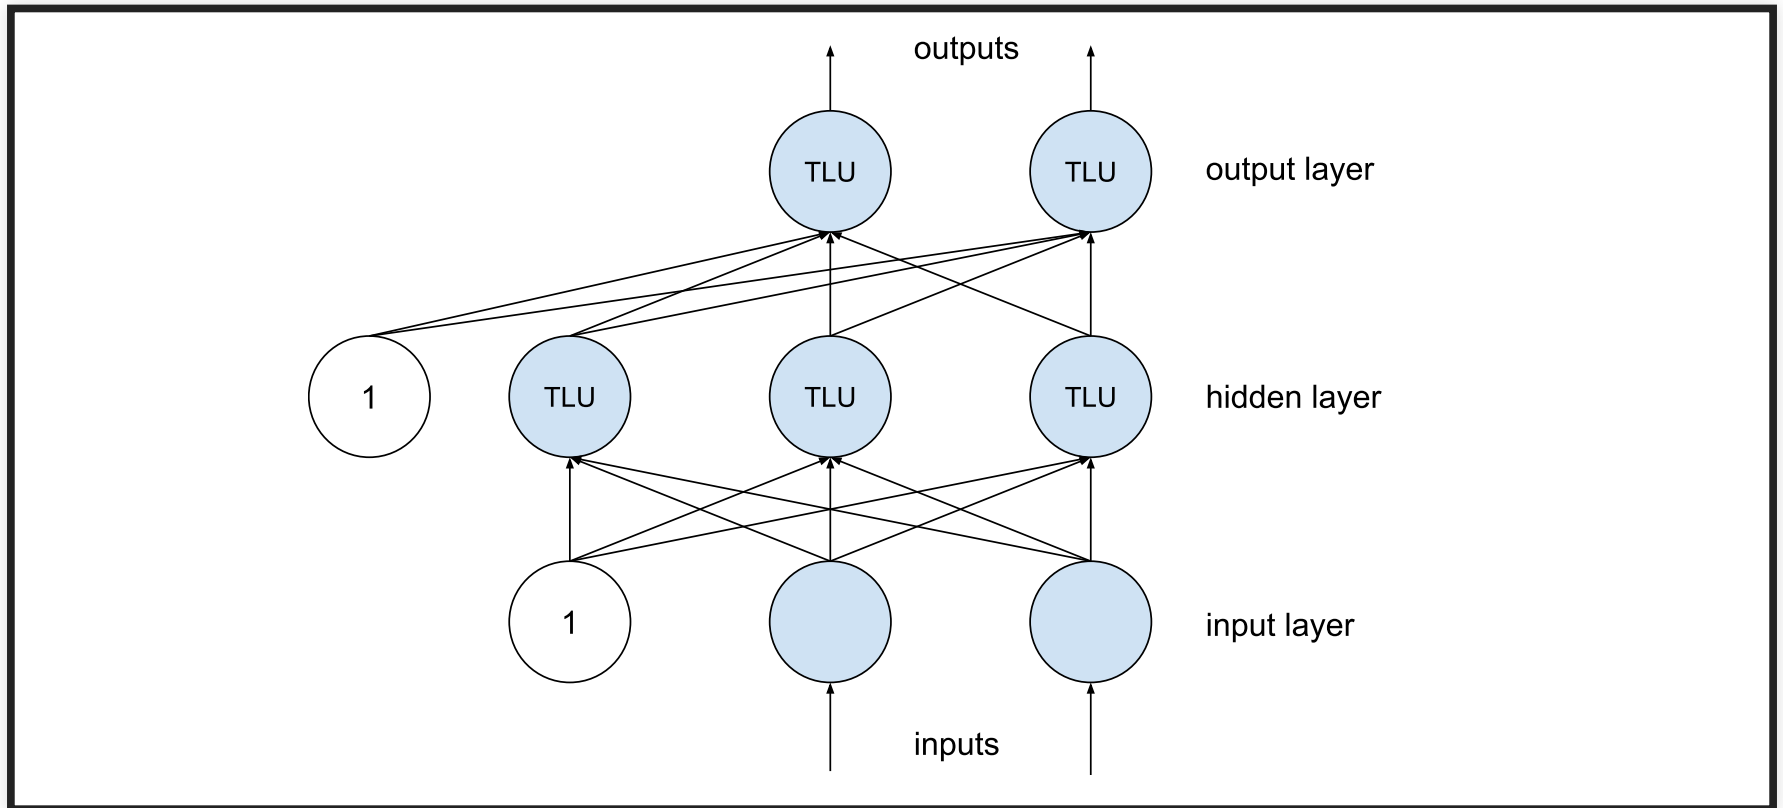 outputs
TLU
TLU
output layer
1
TLU
TLU
TLU
hidden layer
1
input layer
inputs